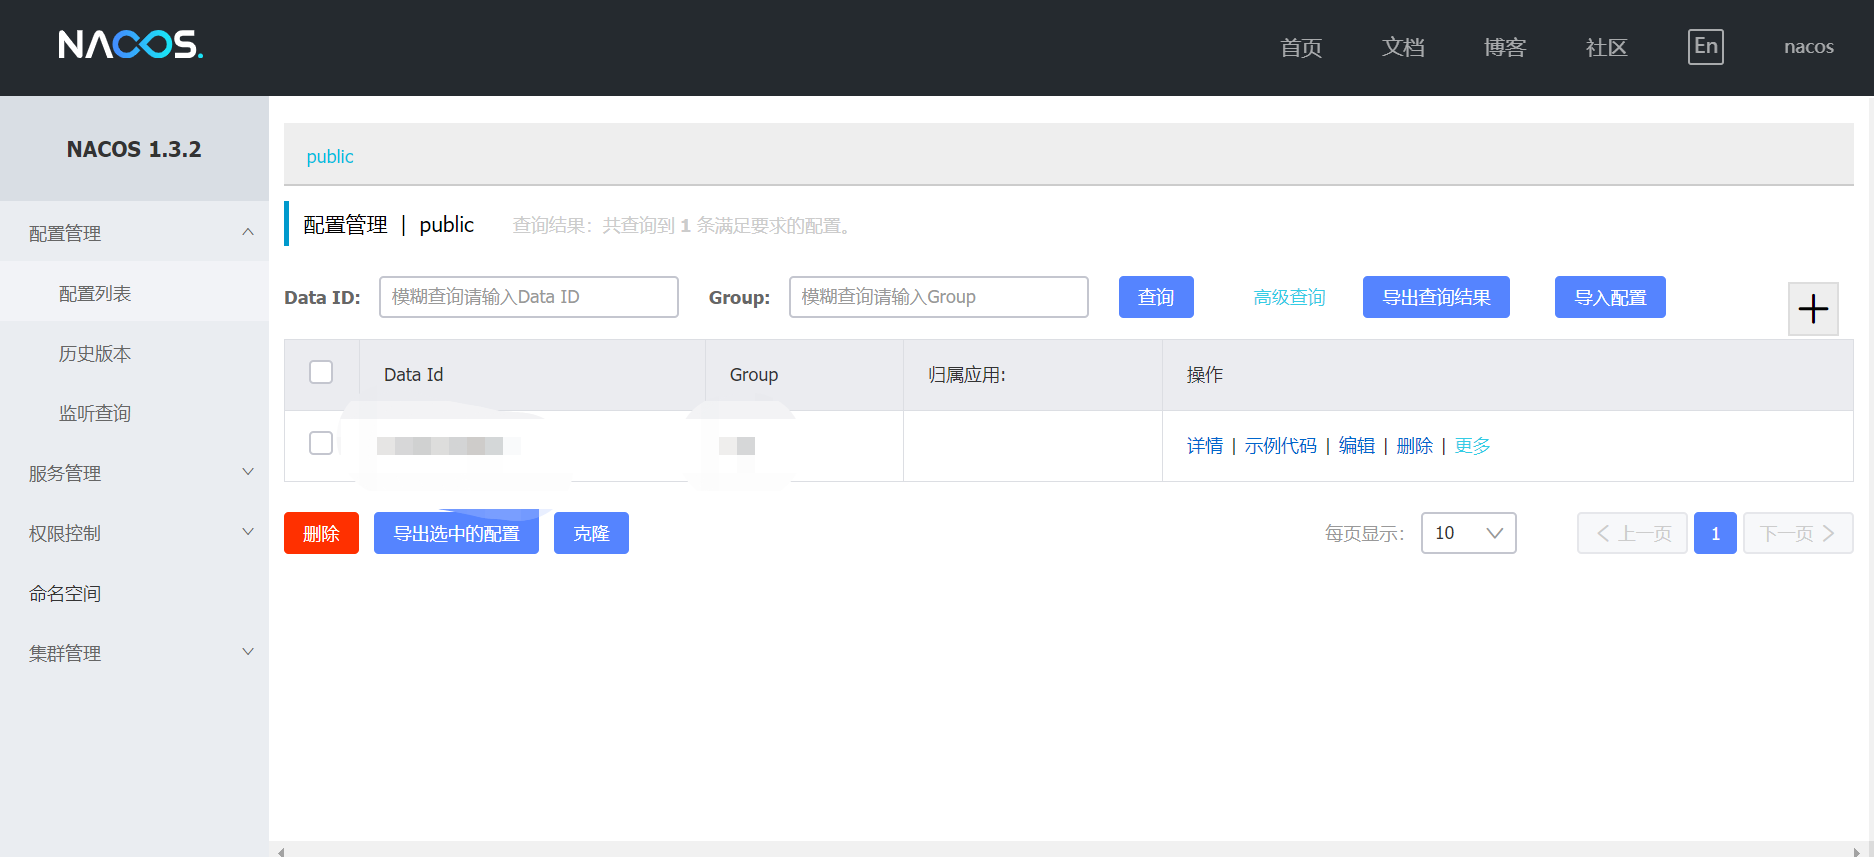 NACOS.
首页 文档 博客 社区 En nacos
NACOS 1.3.2
配置管理
配置列表
历史版本
监听查询
服务管理
权限控制
命名空间
集群管理
public
配置管理 | public 查询结果：共查询到 1 条满足要求的配置。
Data ID: 模糊查询请输入Data ID Group: 模糊查询请输入Group 查询 高级查询 导出查询结果 导入配置
Data Id Group 归属应用: 操作
详情 | 示例代码 | 编辑 | 删除 | 更多
删除 导出选中的配置 克隆 每页显示: 10 上一页 1 下一页